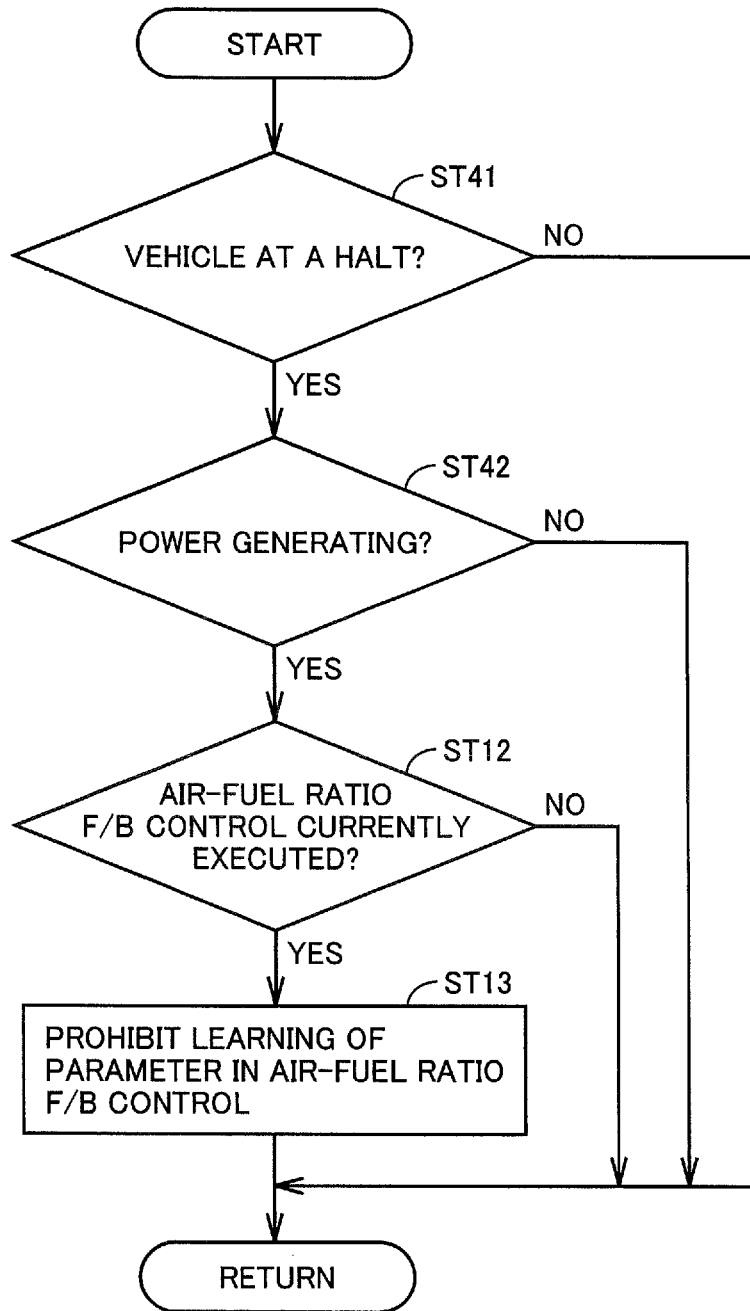 START
ST41
VEHICLE AT A HALT?
NO
YES
ST42
POWER GENERATING?
NO
YES
ST12
AIR-FUEL RATIO
F/B CONTROL CURRENTLY
EXECUTED?
NO
YES
ST13
PROHIBIT LEARNING OF
PARAMETER IN AIR-FUEL RATIO
F/B CONTROL
RETURN